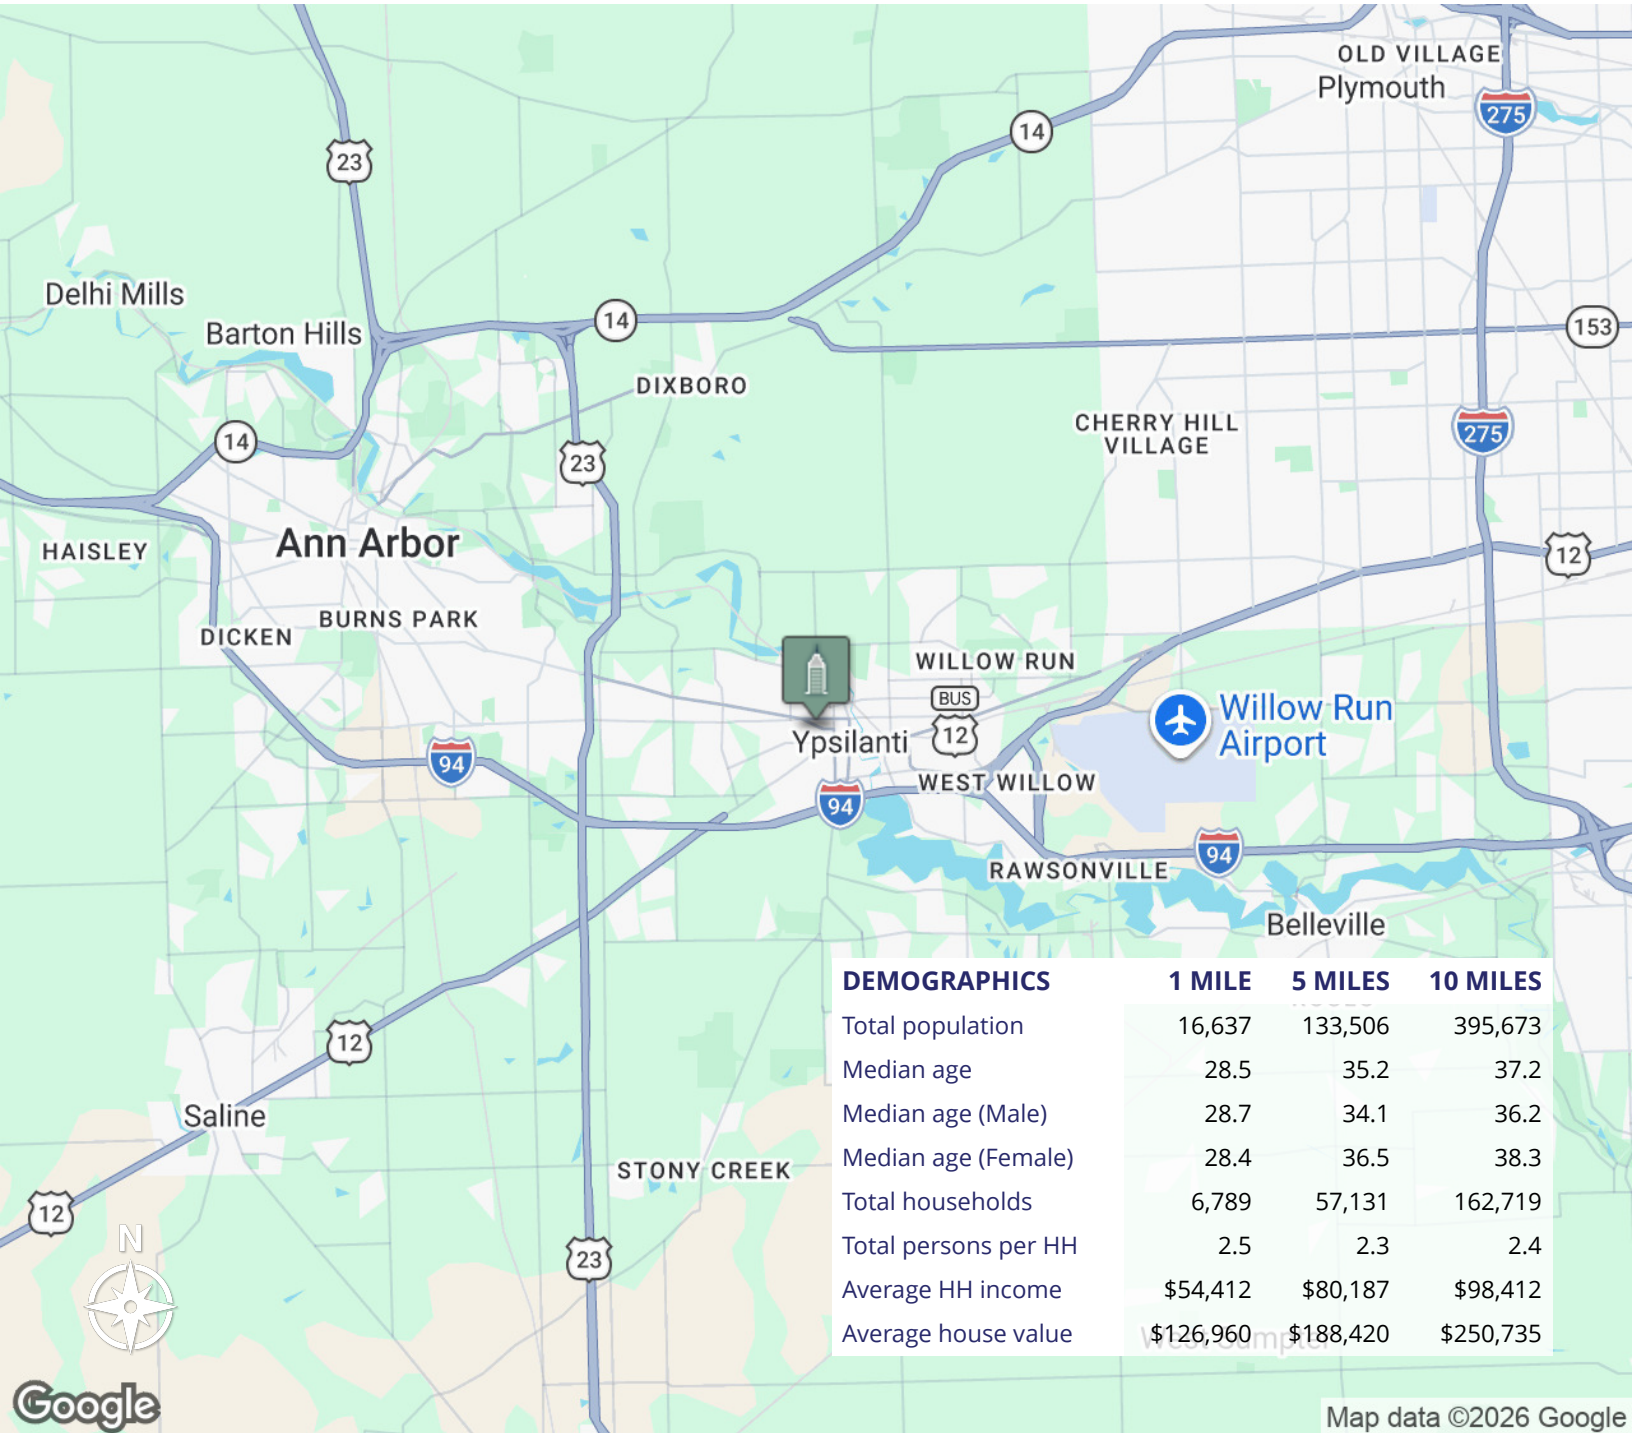 OLD VILLAGE
Plymouth
275
14
23
Delhi Mills
Barton Hills
14
153
DIXBORO
CHERRY HILL
VILLAGE
275
14
23
Ann Arbor
HAISLEY
12
BURNS PARK
DICKEN
WILLOW RUN
BUS
12
Willow Run
Airport
Ypsilanti
94
WEST WILLOW
94
94
RAWSONVILLE
Belleville
DEMOGRAPHICS 1 MILE 5 MILES 10 MILES
Total population 16,637 133,506 395,673
Median age 28.5 35.2 37.2
Median age (Male) 28.7 34.1 36.2
Median age (Female) 28.4 36.5 38.3
Total households 6,789 57,131 162,719
Total persons per HH 2.5 2.3 2.4
Average HH income $54,412 $80,187 $98,412
Average house value $126,960 $188,420 $250,735
West Sumpter
12
Saline
STONY CREEK
12
23
N
Google
Map data ©2026 Google